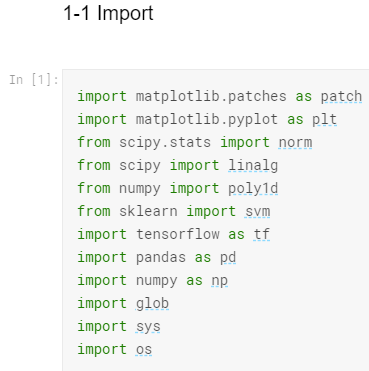 1-1 Import
In [1]:
import matplotlib.patches as patch
import matplotlib.pyplot as plt
from scipy.stats import norm
from scipy import linalg
from numpy import poly1d
from sklearn import svm
import tensorflow as tf
import pandas as pd
import numpy as np
import glob
import sys
import os